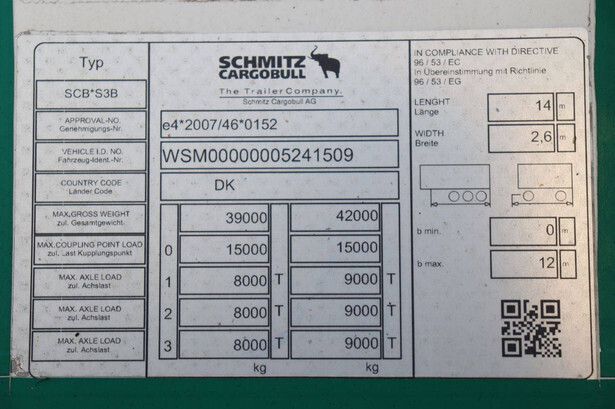 Typ
SCB*S3B
APPROVAL-NO.
Genehmigungs-Nr.
VEHICLE I.D. NO.
Fahrzeug-Ident.-Nr.
COUNTRY CODE
Länder Code
MAX.GROSS WEIGHT
zul. Gesamtgewicht
MAX.COUPLING POINT LOAD
zul. Last Kupplungspunkt
MAX. AXLE LOAD
zul. Achslast
MAX. AXLE LOAD
zul. Achslast
MAX. AXLE LOAD
zul. Achslast
SCHMITZ
CARGOBULL
The TrailerCompany.
Schmitz Cargobull AG
e4*2007/46*0152
WSM00000005241509
DK
39000 42000
0 15000 15000
1 8000 T 9000 T
2 8000 T 9000 T
3 8000 T 9000 T
kg kg
IN COMPLIANCE WITH DIRECTIVE
96 / 53 / EC
In Übereinstimmung mit Richtlinie
96 / 53 / EG
LENGHT
Länge
14 m
WIDTH
Breite
2,6 m
b min. 0 m
b max. 12 m